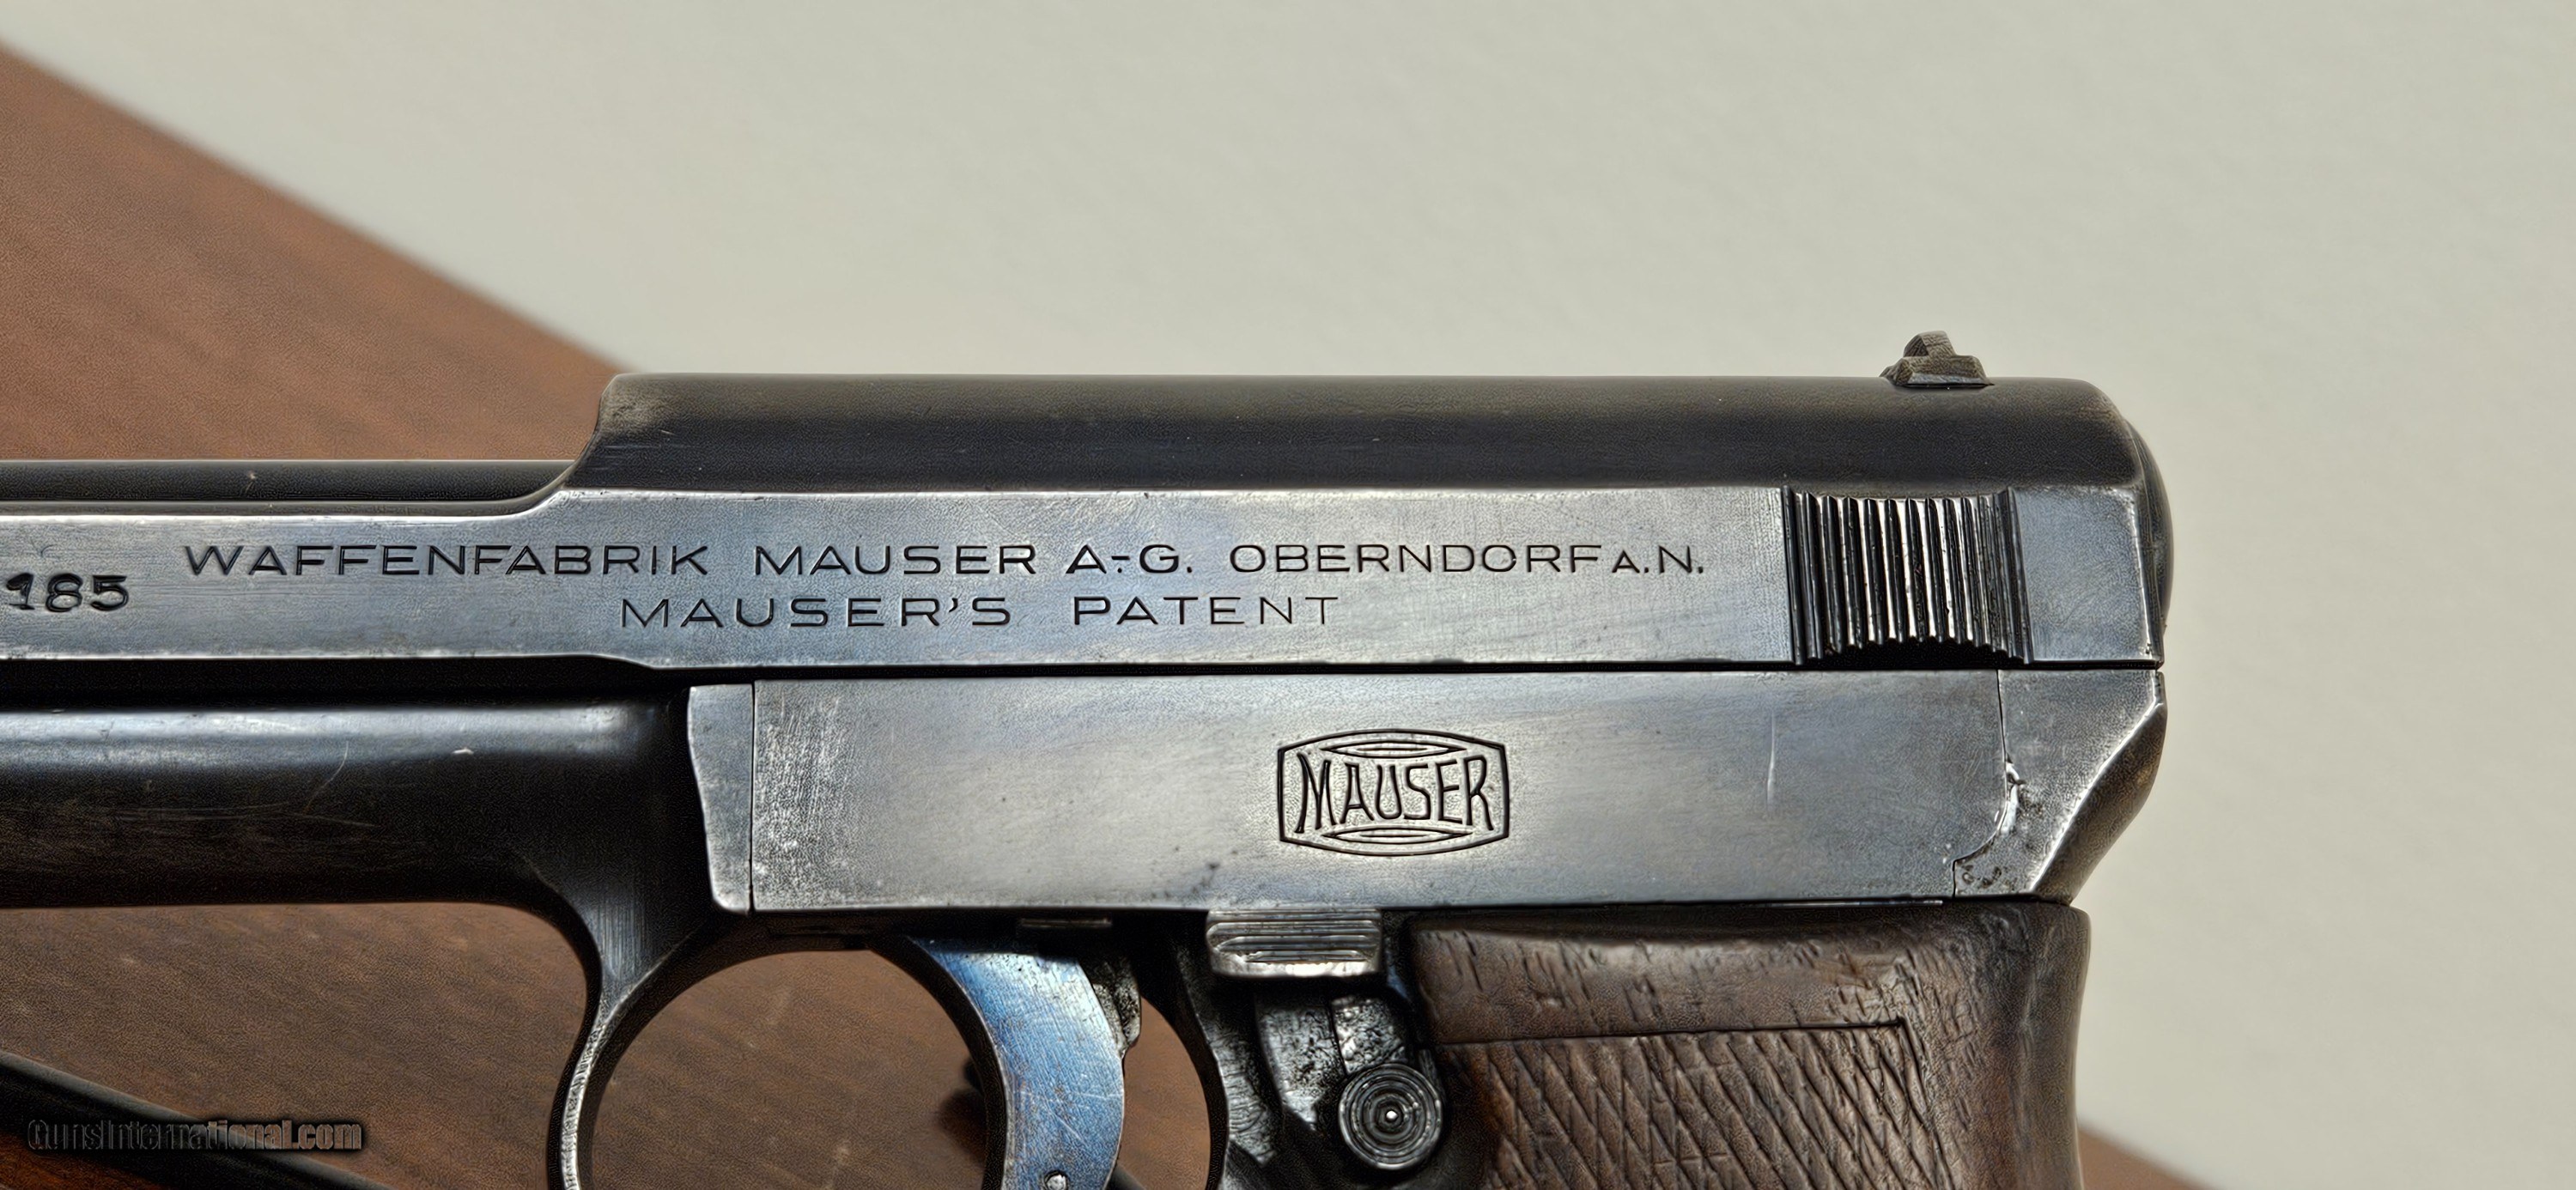 WAFFENFABRIK MAUSER A.-G. OBERNDORF A.N.
MAUSER'S PATENT
185
MAUSER
GunsInternational.com